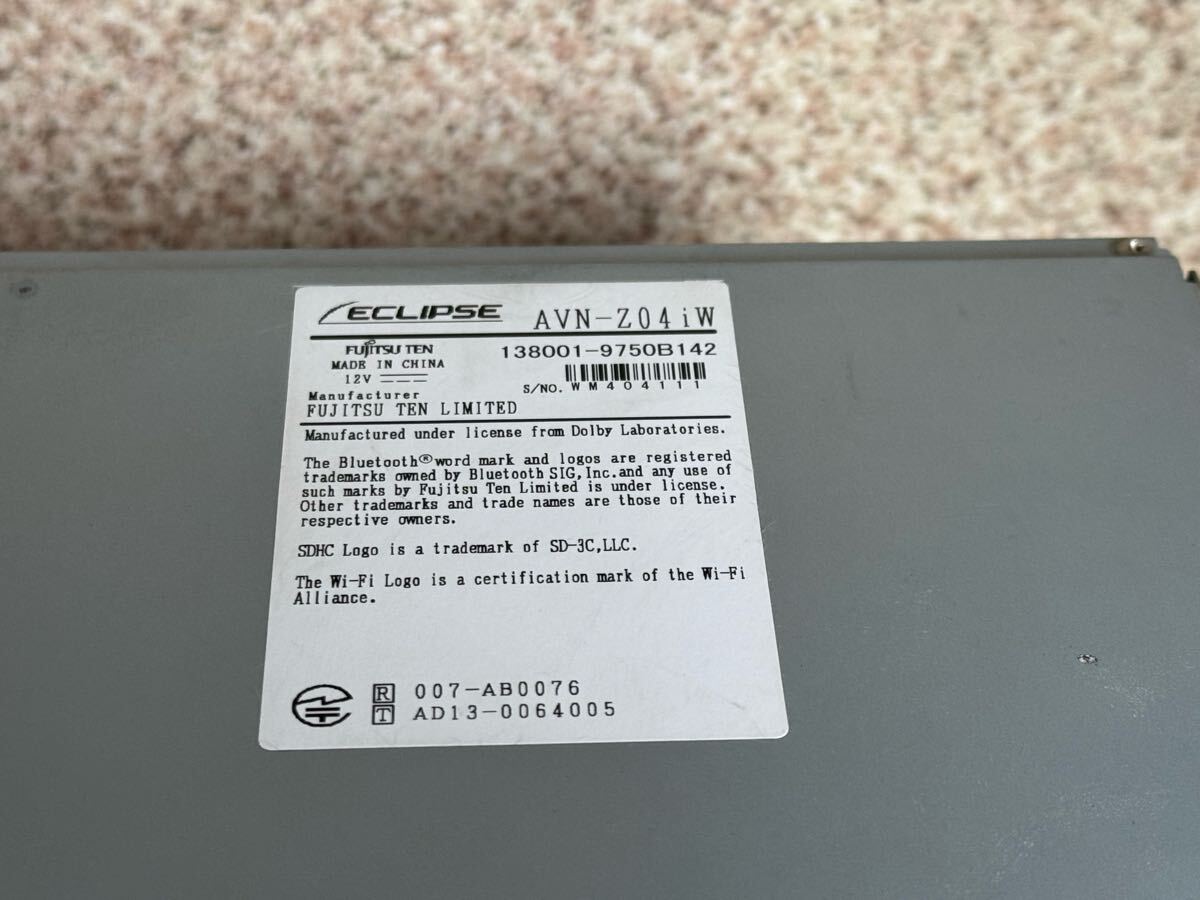 ECLIPSE AVN-Z04iW
FUJITSU TEN 138001-9750B142
MADE IN CHINA
12V
S/NO. WM404111
Manufacturer
FUJITSU TEN LIMITED
Manufactured under license from Dolby Laboratories.
The Bluetooth®word mark and logos are registered
trademarks owned by Bluetooth SIG,Inc.and any use of
such marks by Fujitsu Ten Limited is under license.
Other trademarks and trade names are those of their
respective owners.
SDHC Logo is a trademark of SD-3C,LLC.
The Wi-Fi Logo is a certification mark of the Wi-Fi
Alliance.
R 007-AB0076
T AD13-0064005